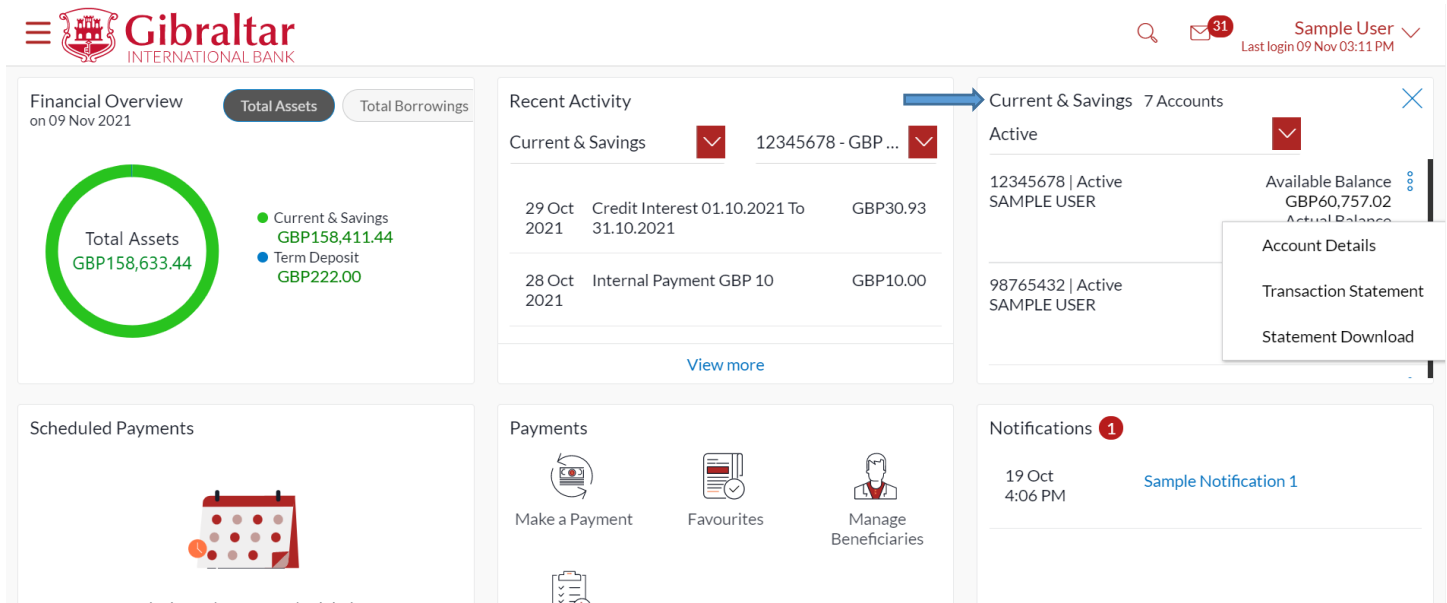 Gibraltar
INTERNATIONAL BANK
31
Sample User
Last login 09 Nov 03:11 PM
Financial Overview
on 09 Nov 2021
Total Assets
Total Borrowings
Total Assets
GBP158,633.44
Current & Savings
GBP158,411.44
Term Deposit
GBP222.00
Recent Activity
Current & Savings
12345678 - GBP ...
29 Oct
2021
Credit Interest 01.10.2021 To
31.10.2021
GBP30.93
28 Oct
2021
Internal Payment GBP 10
GBP10.00
View more
Current & Savings 7 Accounts
Active
12345678 | Active
SAMPLE USER
Available Balance
GBP60,757.02
Actual Balance
Account Details
Transaction Statement
Statement Download
98765432 | Active
SAMPLE USER
Scheduled Payments
Payments
Make a Payment
Favourites
Manage
Beneficiaries
Notifications 1
19 Oct
4:06 PM
Sample Notification 1